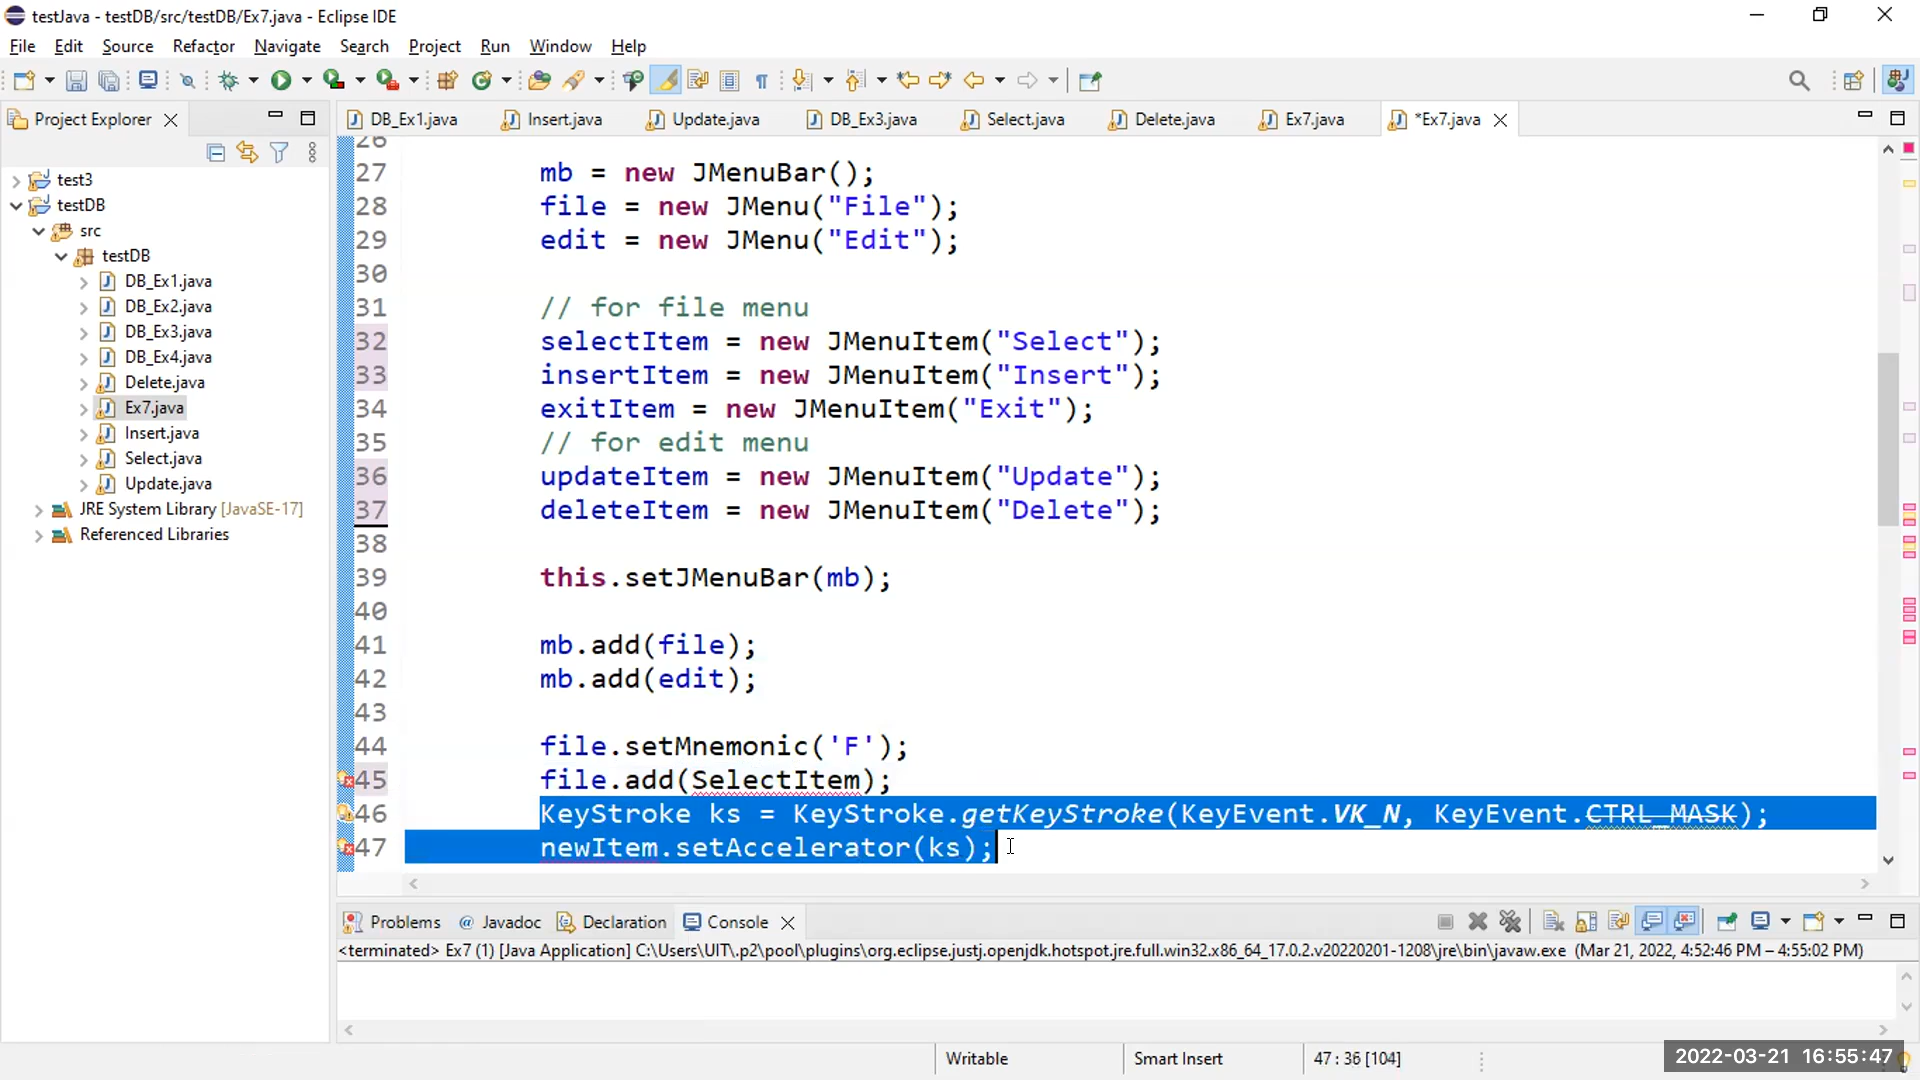 testJava - testDB/src/testDB/Ex7.java - Eclipse IDE
File Edit Source Refactor Navigate Search Project Run Window Help
Project Explorer
DB_Ex1.java Insert.java Update.java DB_Ex3.java Select.java Delete.java Ex7.java *Ex7.java
test3
testDB
src
testDB
DB_Ex1.java
DB_Ex2.java
DB_Ex3.java
DB_Ex4.java
Delete.java
Ex7.java
Insert.java
Select.java
Update.java
JRE System Library [JavaSE-17]
Referenced Libraries
26
27 mb = new JMenuBar();
28 file = new JMenu("File");
29 edit = new JMenu("Edit");
30
31 // for file menu
32 selectItem = new JMenuItem("Select");
33 insertItem = new JMenuItem("Insert");
34 exitItem = new JMenuItem("Exit");
35 // for edit menu
36 updateItem = new JMenuItem("Update");
37 deleteItem = new JMenuItem("Delete");
38
39 this.setJMenuBar(mb);
40
41 mb.add(file);
42 mb.add(edit);
43
44 file.setMnemonic('F');
45 file.add(SelectItem);
46 KeyStroke ks = KeyStroke.getKeyStroke(KeyEvent.VK_N, KeyEvent.CTRL_MASK);
47 newItem.setAccelerator(ks);
Problems @ Javadoc Declaration Console
<terminated> Ex7 (1) [Java Application] C:\Users\UIT\.p2\pool\plugins\org.eclipse.justj.openjdk.hotspot.jre.full.win32.x86_64_17.0.2.v20220201-1208\jre\bin\javaw.exe (Mar 21, 2022, 4:52:46 PM – 4:55:02 PM)
Writable Smart Insert 47 : 36 [104]
2022-03-21 16:55:47